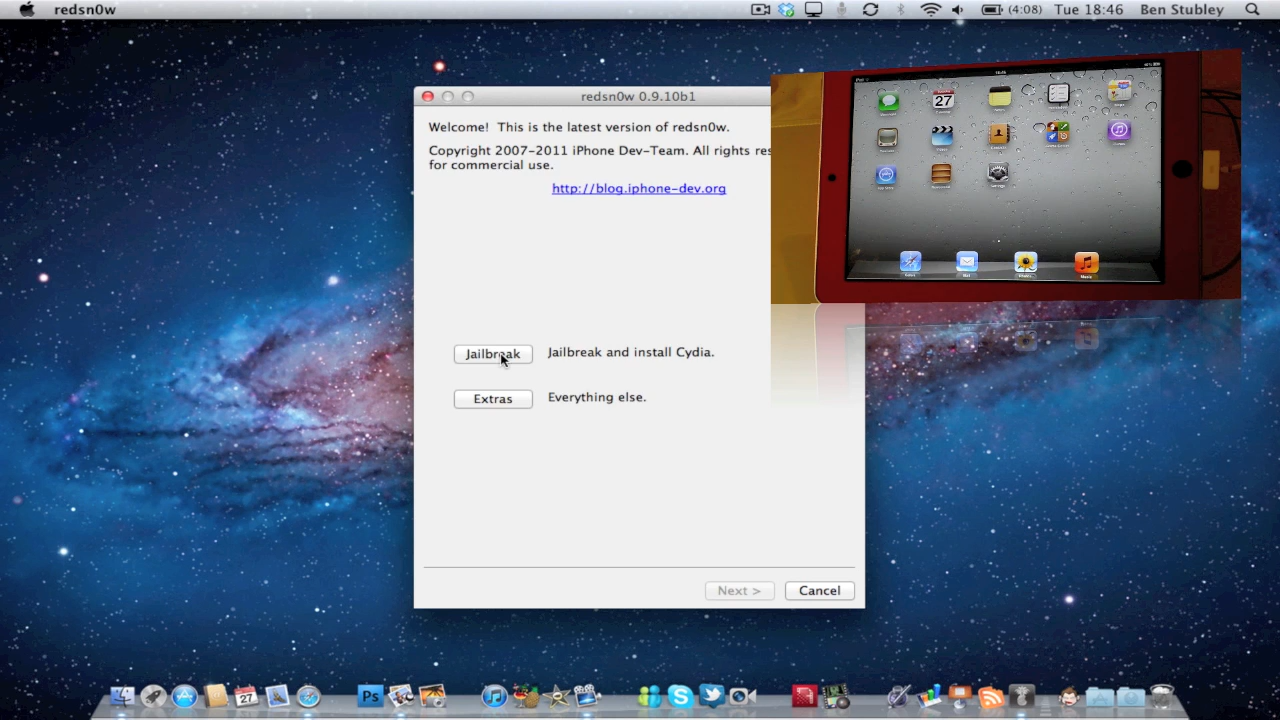 redsn0w
(4:08) Tue 18:46 Ben Stubley
redsn0w 0.9.10b1
Welcome! This is the latest version of redsn0w.
Copyright 2007-2011 iPhone Dev-Team. All rights res
for commercial use.
http://blog.iphone-dev.org
Jailbreak Jailbreak and install Cydia.
Extras Everything else.
Next > Cancel
27
27
Ps